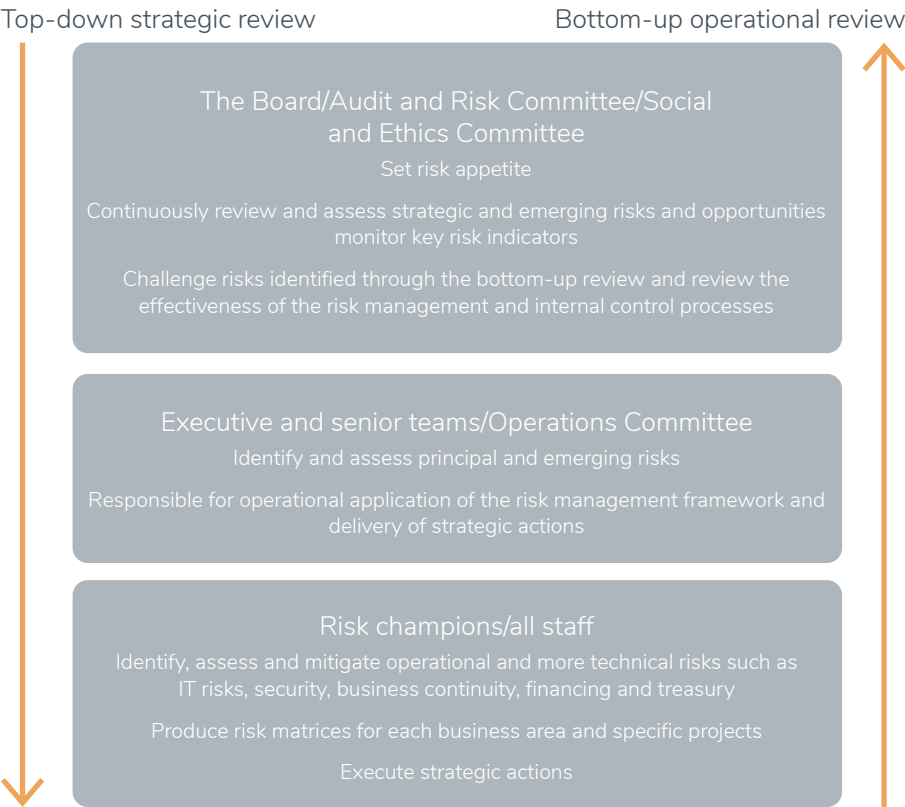 Top-down strategic review
Bottom-up operational review
The Board/Audit and Risk Committee/Social
and Ethics Committee
Set risk appetite
Continuously review and assess strategic and emerging risks and opportunities
monitor key risk indicators
Challenge risks identified through the bottom-up review and review the
effectiveness of the risk management and internal control processes
Executive and senior teams/Operations Committee
Identify and assess principal and emerging risks
Responsible for operational application of the risk management framework and
delivery of strategic actions
Risk champions/all staff
Identify, assess and mitigate operational and more technical risks such as
IT risks, security, business continuity, financing and treasury
Produce risk matrices for each business area and specific projects
Execute strategic actions